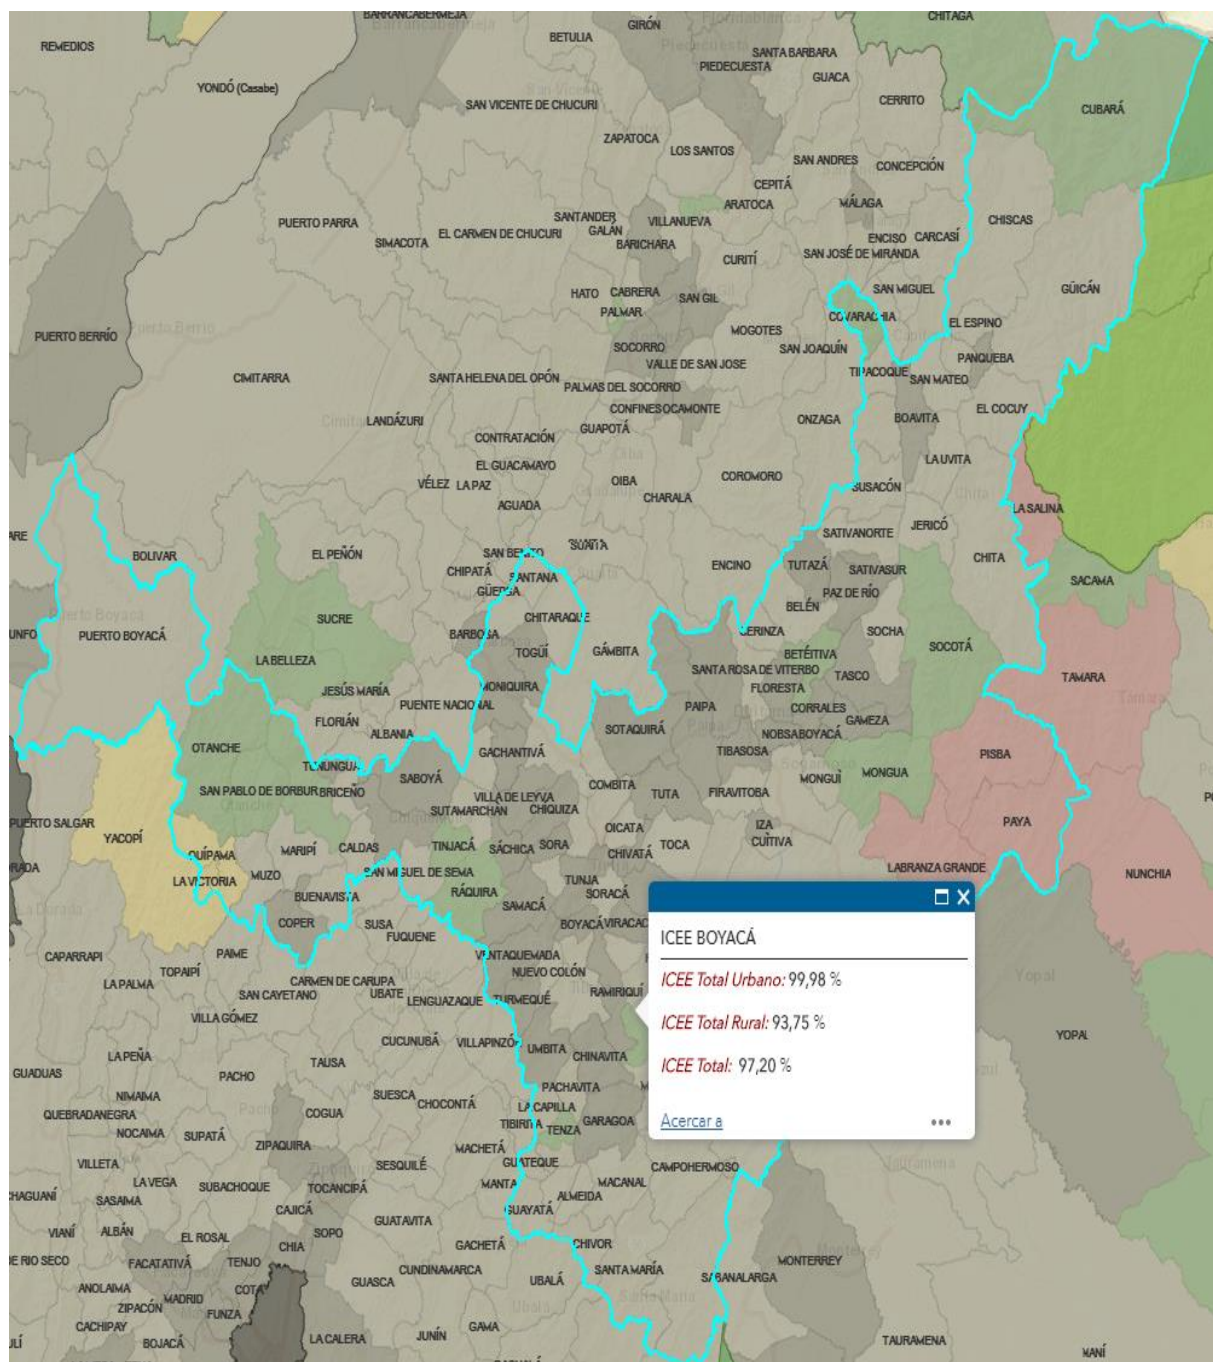 BARRANCABERMEJA
GIRÓN
Floridablanca
CHITAGA
REMEDIOS
BETULIA
Piedecuesta
SANTA BARBARA
PIEDECUESTA
GUACA
YONDÓ (Casabe)
SAN VICENTE DE CHUCURI
CERRITO
CUBARÁ
ZAPATOCA
LOS SANTOS
SAN ANDRES
CONCEPCIÓN
CEPITÁ
ARATOCA
MÁLAGA
PUERTO PARRA
SANTANDER
VILLANUEVA
CHISCAS
SIMACOTA
EL CARMEN DE CHUCURI
GALÁN
BARICHARA
ENCISO
CARCASÍ
CURITÍ
SAN JOSÉ DE MIRANDA
HATO
CABRERA
SAN GIL
SAN MIGUEL
GÜICÁN
PALMAR
COVARACHIA
EL ESPINO
PUERTO BERRÍO
Puerto Berrío
MOGOTES
SOCORRO
SAN JOAQUÍN
PANQUEBA
VALLE DE SAN JOSE
CIMITARRA
SANTA HELENA DEL OPÓN
PALMAS DEL SOCORRO
TIPACOQUE
SAN MATEO
CONFINES
OCAMONTE
EL COCUY
LANDÁZURI
GUAPOTÁ
ONZAGA
BOAVITA
CONTRATACIÓN
EL GUACAMAYO
LA UVITA
VÉLEZ
LA PAZ
OIBA
COROMORO
SUSACÓN
AGUADA
CHARALA
LA SALINA
SATIVANORTE
JERICÓ
BOLIVAR
EL PEÑÓN
SAN BENITO
CHIPATÁ
SANTANA
ENCINO
TUTAZÁ
SATIVASUR
CHITA
SACAMA
GÜEPSA
PAZ DE RÍO
BELÉN
SUCRE
CHITARAQUE
PUERTO BOYACÁ
BARBOSA
CERINZA
SOCHA
TOGÜÍ
GÁMBITA
BETÉITIVA
SOCOTÁ
LA BELLEZA
SANTA ROSA DE VITERBO
TASCO
TAMARA
JESÚS MARÍA
MONIQUIRA
FLORESTA
PUENTE NACIONAL
PAIPA
CORRALES
FLORIÁN
GAMEZA
ALBANIA
SOTAQUIRÁ
NOBSA
BOYACÁ
OTANCHE
GACHANTIVÁ
TIBASOSA
PISBA
TUNUNGUA
SABOYÁ
MONGUÍ
MONGUA
SAN PABLO DE BORBUR
BRICEÑO
VILLA DE LEYVA
COMBITA
TUTA
FIRAVITOBA
SUTAMARCHÁN
CHIQUIZA
PUERTO SALGAR
OICATA
IZA
PAYA
YACOPÍ
QUÍPAMA
MARIPÍ
CALDAS
TINJACÁ
SÁCHICA
SORA
CHIVATÁ
TOCA
CUÍTIVA
LABRANZA GRANDE
NUNCHIA
LA VICTORIA
MUZO
SAN MIGUEL DE SEMA
TUNJA
BUENAVISTA
RÁQUIRA
SORACÁ
SAMACÁ
COPER
SUSA
BOYACÁ
VIRACAC
FUQUENE
PAIME
VENTAQUEMADA
CAPARRAPI
TOPAIPÍ
NUEVO COLÓN
LA PALMA
CARMEN DE CARUPA
SAN CAYETANO
UBATE
LENGUAZAQUE
TURMEQUÉ
RAMIRIQUÍ
Yopal
VILLA GÓMEZ
CUCUNUBÁ
VILLAPINZÓN
UMBITA
CHINAVITA
YOPAL
LA PEÑA
TAUSA
GUADUAS
PACHO
PACHAVITA
NIMAIMA
SUESCA
CHOCONTÁ
LA CAPILLA
QUEBRADANEGRA
COGUA
TIBIRITA
TENZA
GARAGOA
NOCAIMA
SUPATÁ
ZIPAQUIRA
MACHETÁ
VILLETA
SESQUILÉ
GUATEQUE
CAMPOHERMOSO
LA VEGA
SUBACHOQUE
TOCANCIPÁ
MANTA
MACANAL
CHAGUANÍ
SASAIMA
ALMEIDA
CAJICÁ
GUATAVITA
GUAYATÁ
VIANÍ
ALBÁN
EL ROSAL
SOPO
CHIA
GACHETÁ
CHIVOR
DE RIO SECO
FACATATIVÁ
TENJO
CUNDINAMARCA
SANTA MARÍA
MONTERREY
GUASCA
UBALÁ
SABANALARGA
ANOLAIMA
MADRID
COTA
ZIPACÓN
FUNZA
CACHIPAY
GAMA
BOJACÁ
LA CALERA
JUNÍN
TAURAMENA
MANÍ
ICEE BOYACÁ
ICEE Total Urbano: 99,98 %
ICEE Total Rural: 93,75 %
ICEE Total: 97,20 %
Acercar a